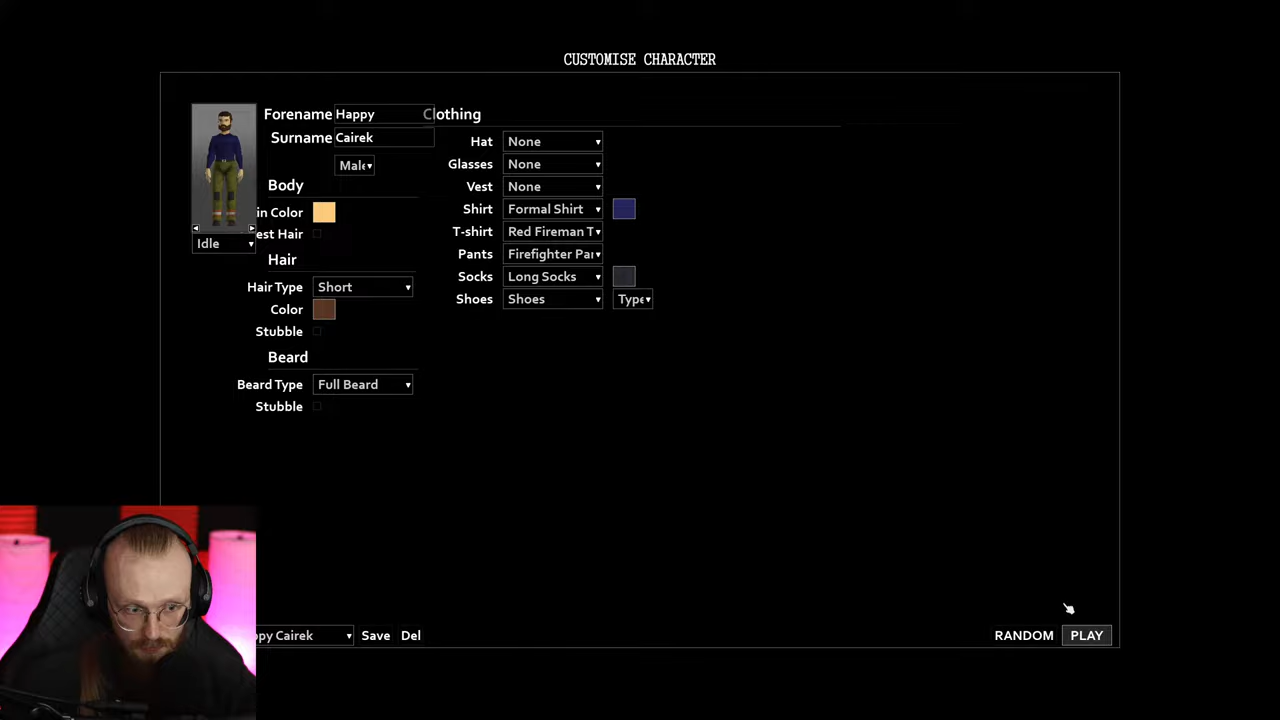 CUSTOMISE CHARACTER
Forename Happy
Surname Cairek
Male
Body
in Color
est Hair
Idle
Hair
Hair Type Short
Color
Stubble
Beard
Beard Type Full Beard
Stubble
Clothing
Hat None
Glasses None
Vest None
Shirt Formal Shirt
T-shirt Red Fireman T
Pants Firefighter Par
Socks Long Socks
Shoes Shoes Type
ppy Cairek Save Del
RANDOM PLAY